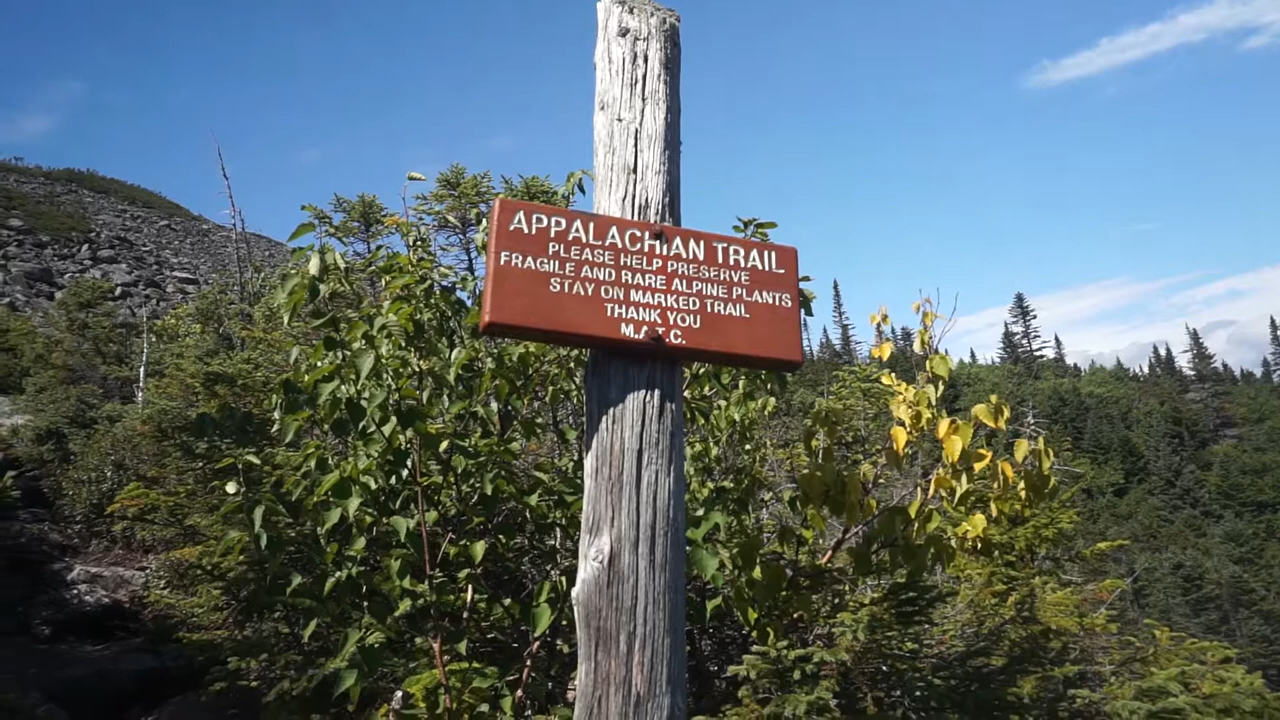 APPALACHIAN TRAIL
PLEASE HELP PRESERVE
FRAGILE AND RARE ALPINE PLANTS
STAY ON MARKED TRAIL
THANK YOU
M.A.T.C.